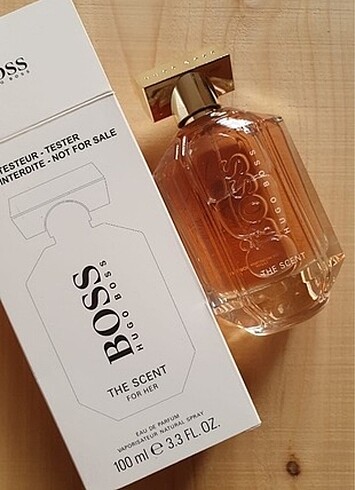 OSS
TESTEUR - TESTER
INTERDITE - NOT FOR SALE
BOSS
HUGO BOSS
THE SCENT
FOR HER
EAU DE PARFUM
VAPORISATEUR NATURAL SPRAY
100 ml e 3.3 FL. OZ.
BOSS
HUGO BOSS
THE SCENT